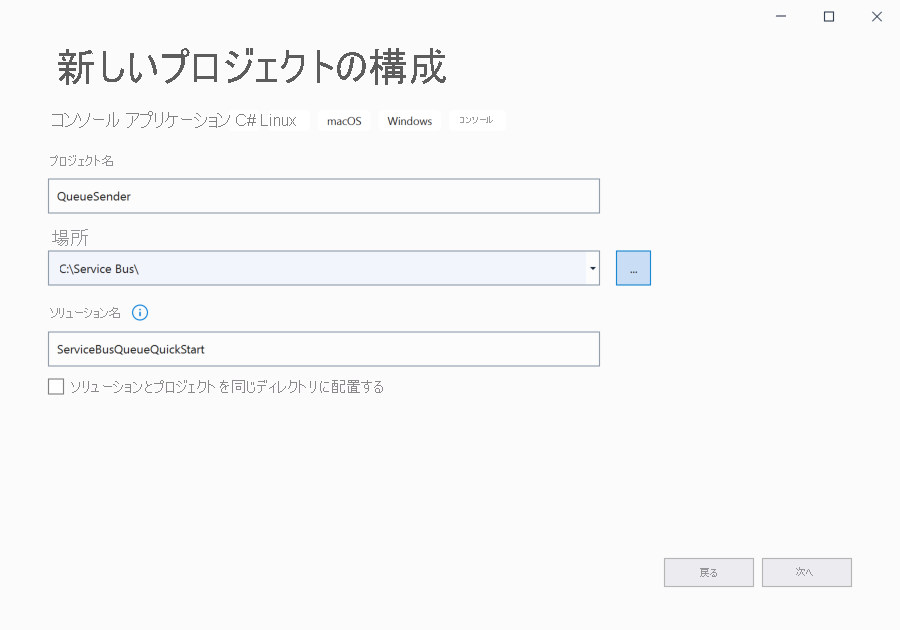 新しいプロジェクトの構成
コンソール アプリケーション C# Linux macOS Windows コンソール
プロジェクト名
QueueSender
場所
C:\Service Bus\ ...
ソリューション名
ServiceBusQueueQuickStart
ソリューションとプロジェクトを同じディレクトリに配置する
戻る 次へ